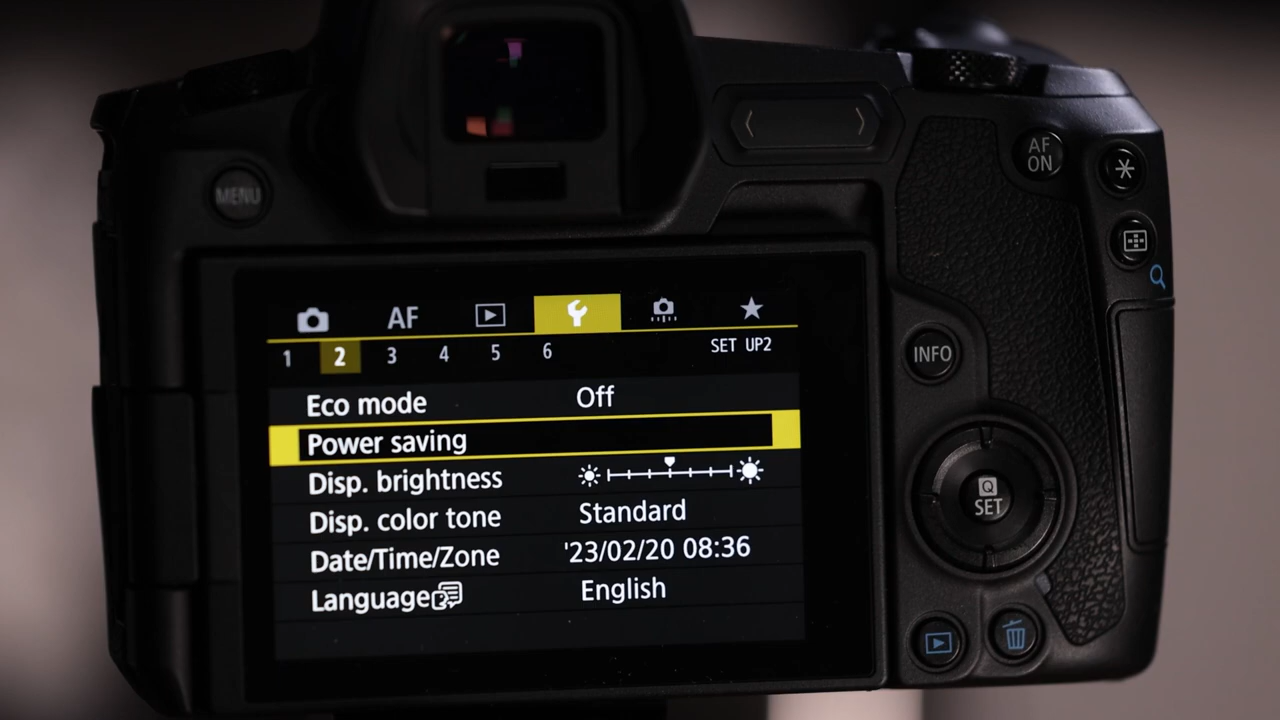 AF
ON
MENU
AF
1 2 3 4 5 6 SET UP2
INFO
Eco mode Off
Power saving
Disp. brightness
Q
SET
Disp. color tone Standard
Date/Time/Zone '23/02/20 08:36
Language English